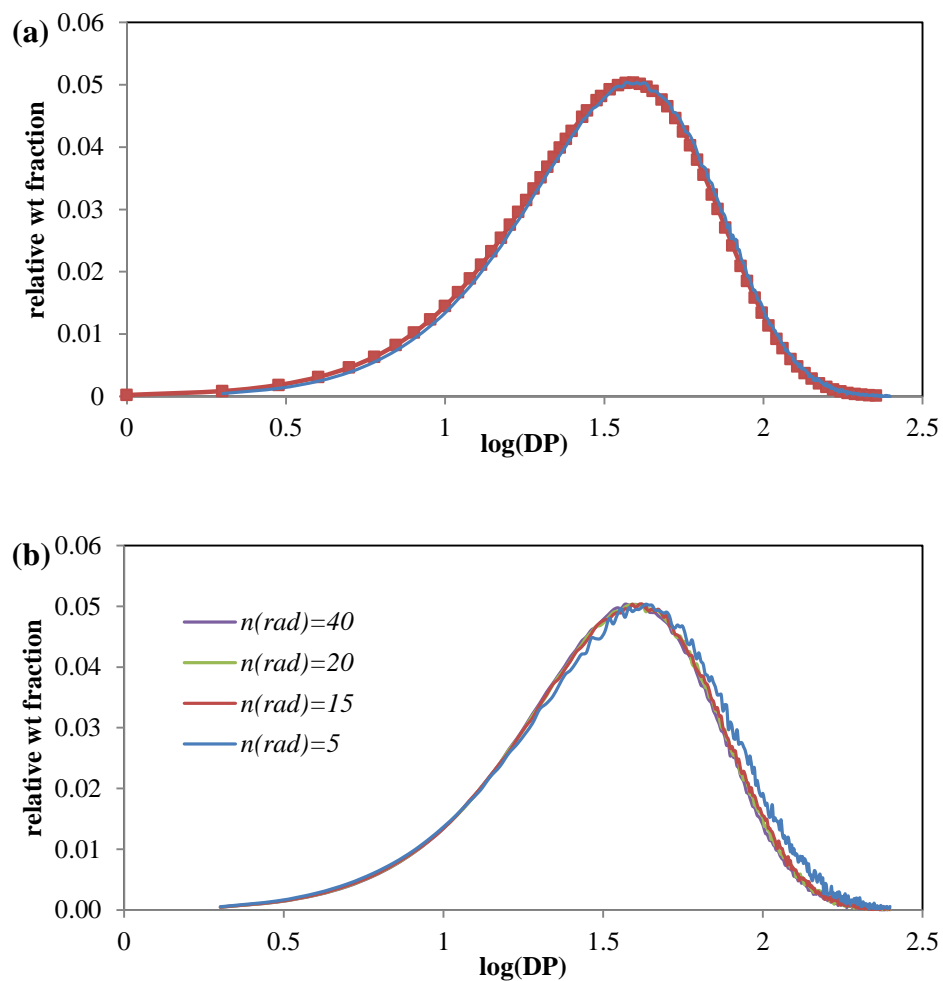 (a)
relative wt fraction
0.06
0.05
0.04
0.03
0.02
0.01
0
0 0.5 1 1.5 2 2.5
log(DP)
(b)
relative wt fraction
0.06
0.05
0.04
0.03
0.02
0.01
0.00
n(rad)=40
n(rad)=20
n(rad)=15
n(rad)=5
0 0.5 1 1.5 2 2.5
log(DP)